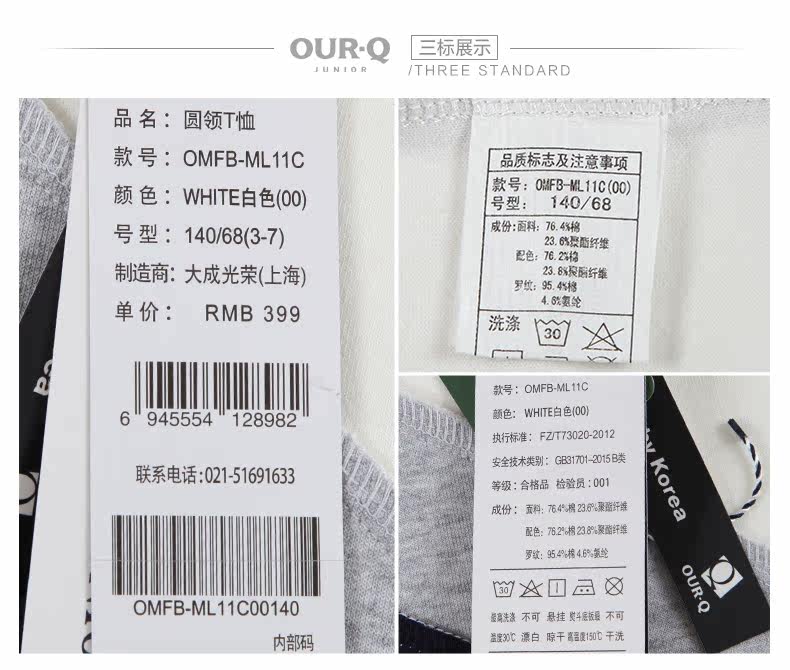 OUR·Q
JUNIOR
三标展示
/THREE STANDARD
品 名： 圆领T恤
款 号： OMFB-ML11C
颜 色： WHITE白色(00)
号 型： 140/68(3-7)
制造商: 大成光荣(上海)
单 价： RMB 399
6 945554 128982
联系电话:021-51691633
OMFB-ML11C00140
内部码
品质标志及注意事项
款号: OMFB-ML11C(00)
号型: 140/68
成份:面料: 76.4%棉
23.6%聚酯纤维
配色: 76.2%棉
23.8%聚酯纤维
罗纹: 95.4%棉
4.6%氨纶
洗涤
30
款号: OMFB-ML11C
颜色: WHITE白色(00)
执行标准: FZ/T73020-2012
安全技术类别: GB31701-2015 B类
等级: 合格品 检验员:001
成份: 面料: 76.4%棉 23.6%聚酯纤维
配色: 76.2%棉 23.8%聚酯纤维
罗纹: 95.4%棉 4.6%氨纶
30
最高洗涤 不可 悬挂 熨斗底板最 不可
温度30℃ 漂白 晾干 高温度150℃ 干洗
by Korea
OUR·Q